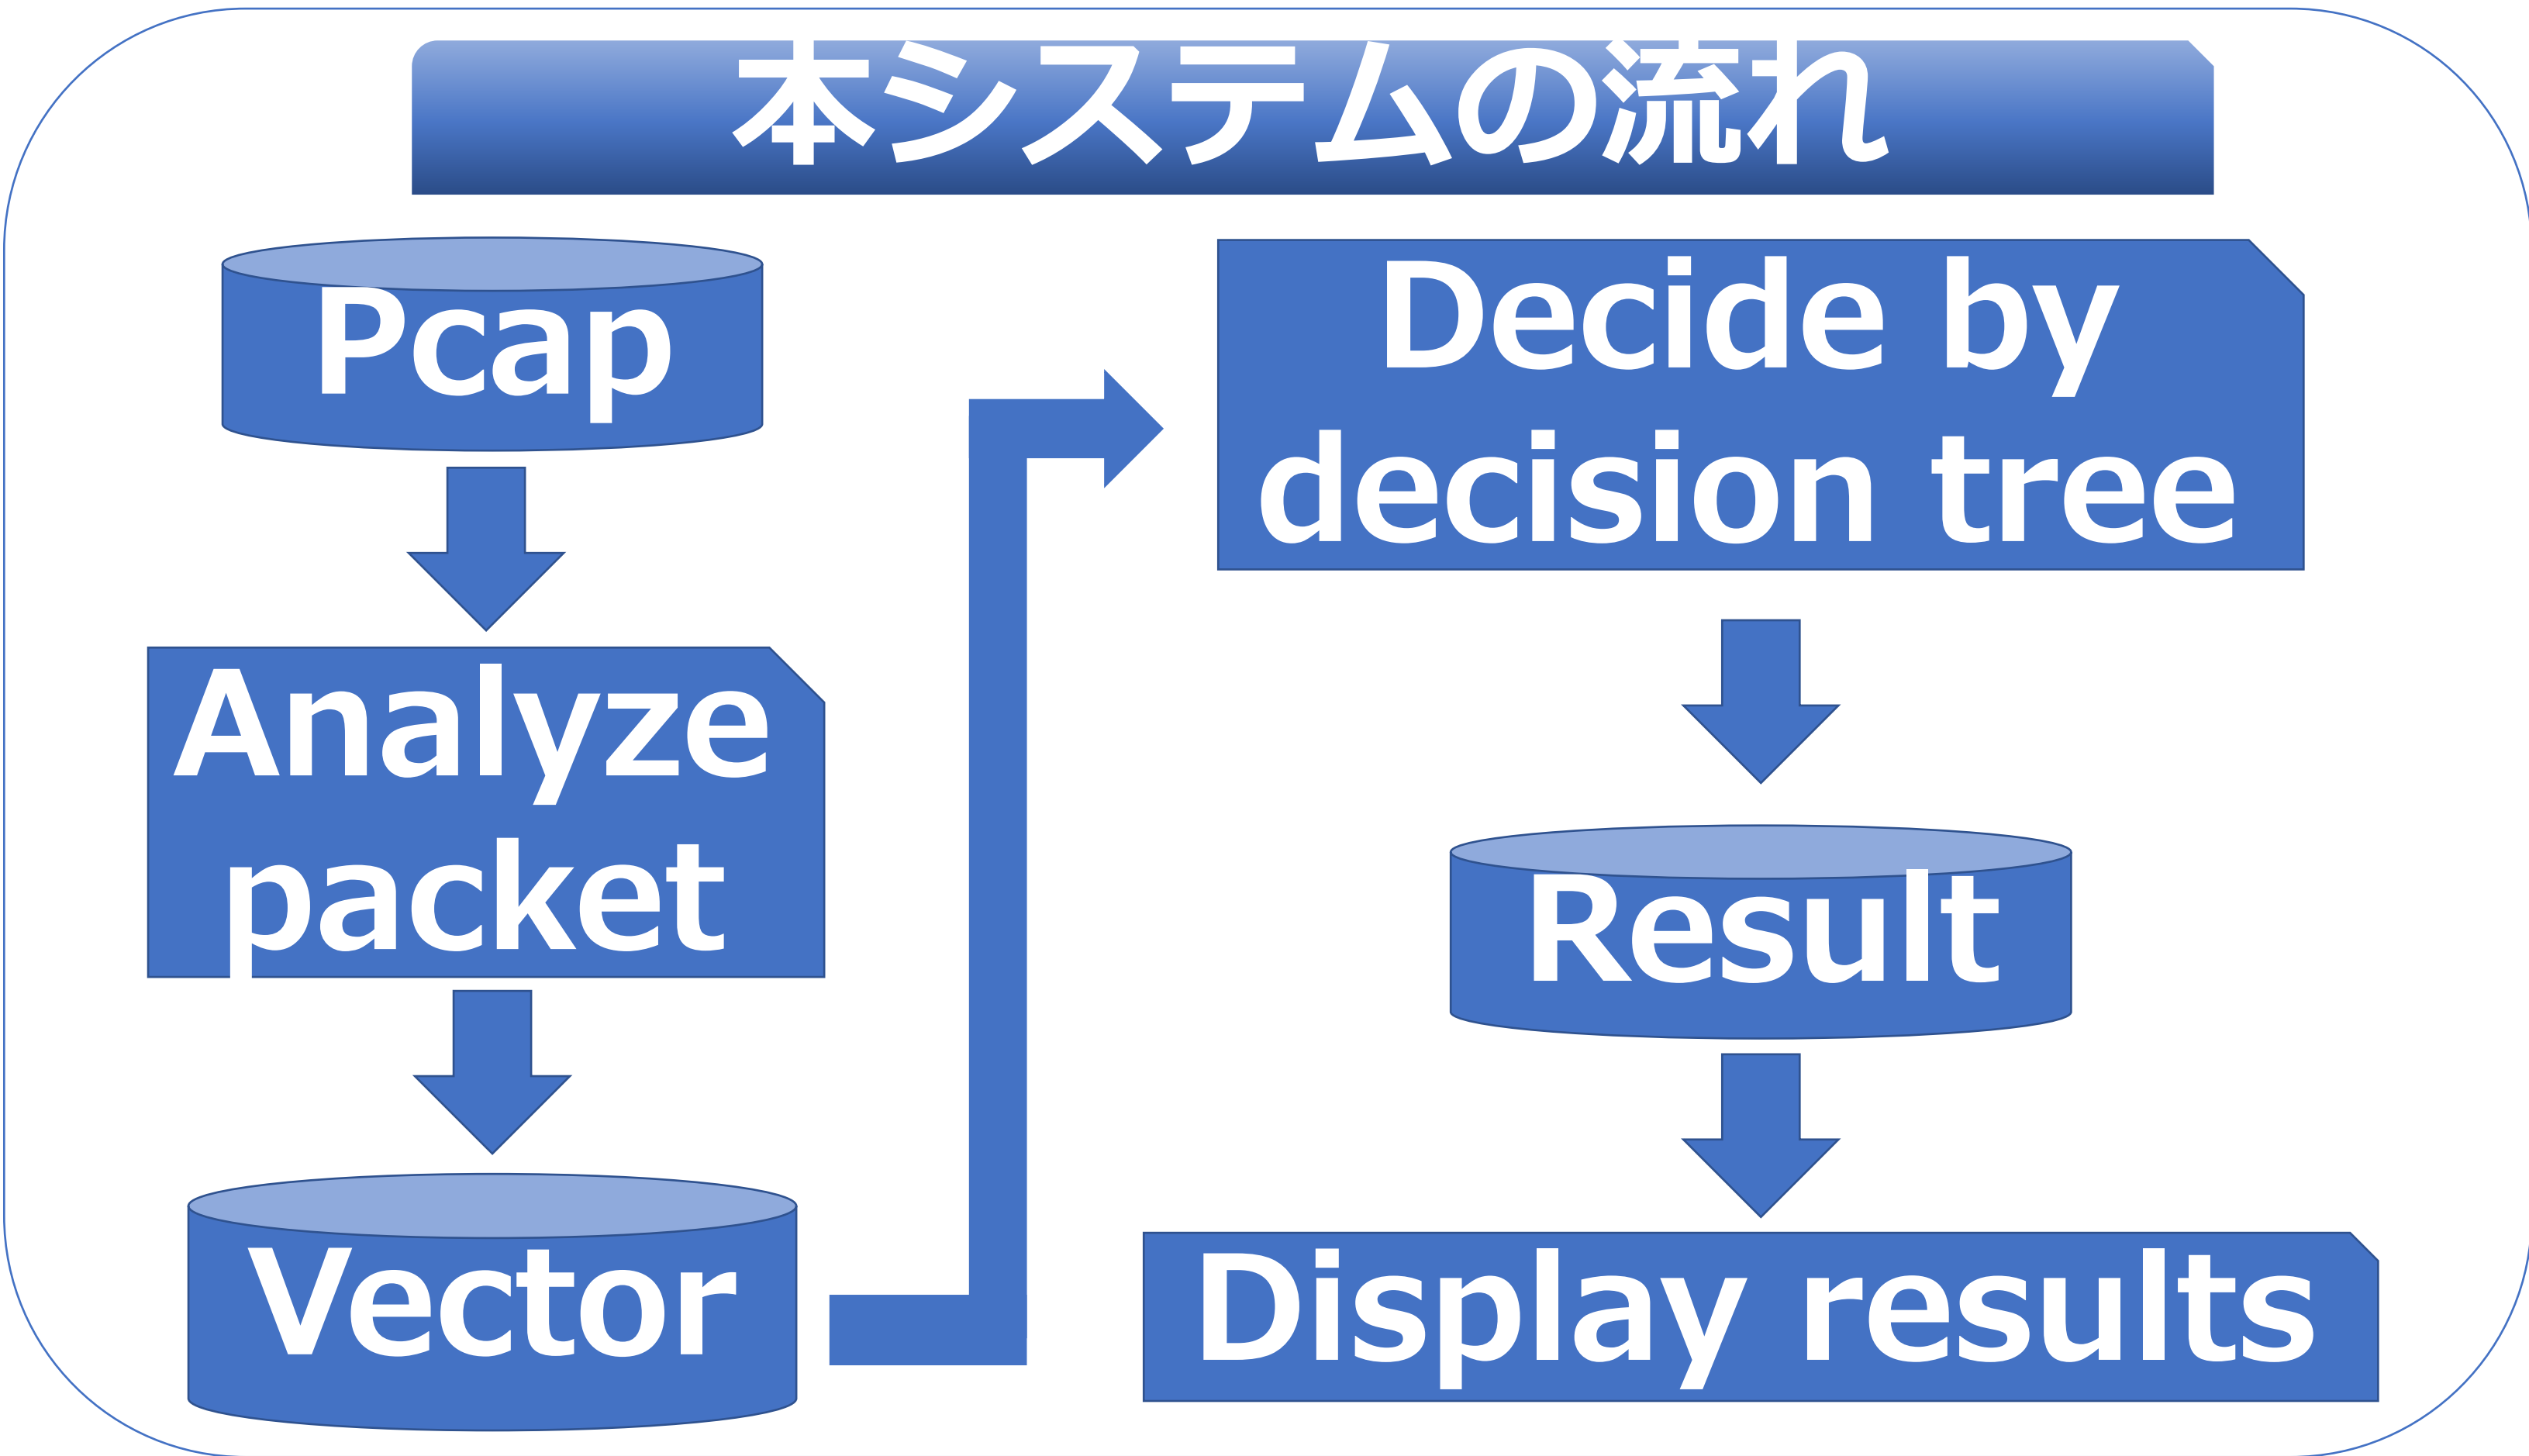 本システムの流れ
Pcap
Analyze
packet
Vector
Decide by
decision tree
Result
Display results